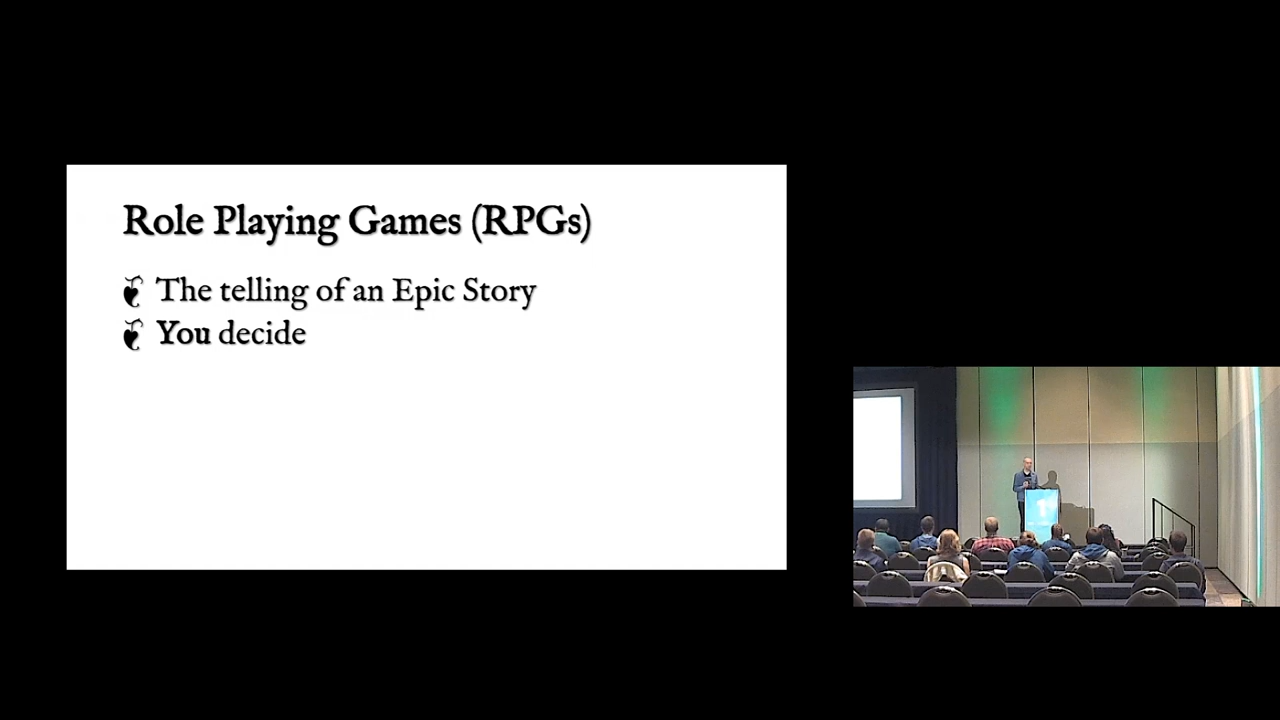 Role Playing Games (RPGs)
The telling of an Epic Story
You decide